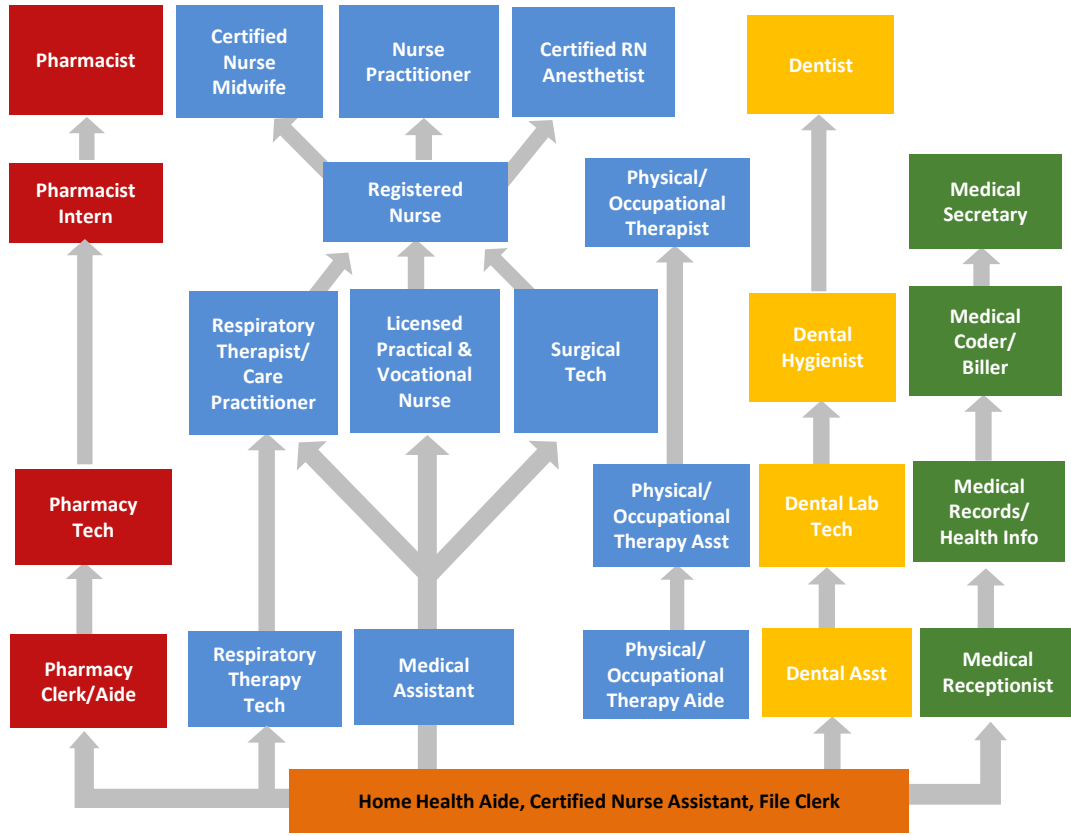 Pharmacist
Certified
Nurse
Midwife
Nurse
Practitioner
Certified RN
Anesthetist
Dentist
Pharmacist
Intern
Registered
Nurse
Physical/
Occupational
Therapist
Medical
Secretary
Respiratory
Therapist/
Care
Practitioner
Licensed
Practical &
Vocational
Nurse
Surgical
Tech
Dental
Hygienist
Medical
Coder/
Biller
Pharmacy
Tech
Physical/
Occupational
Therapy Asst
Dental Lab
Tech
Medical
Records/
Health Info
Pharmacy
Clerk/Aide
Respiratory
Therapy
Tech
Medical
Assistant
Physical/
Occupational
Therapy Aide
Dental Asst
Medical
Receptionist
Home Health Aide, Certified Nurse Assistant, File Clerk